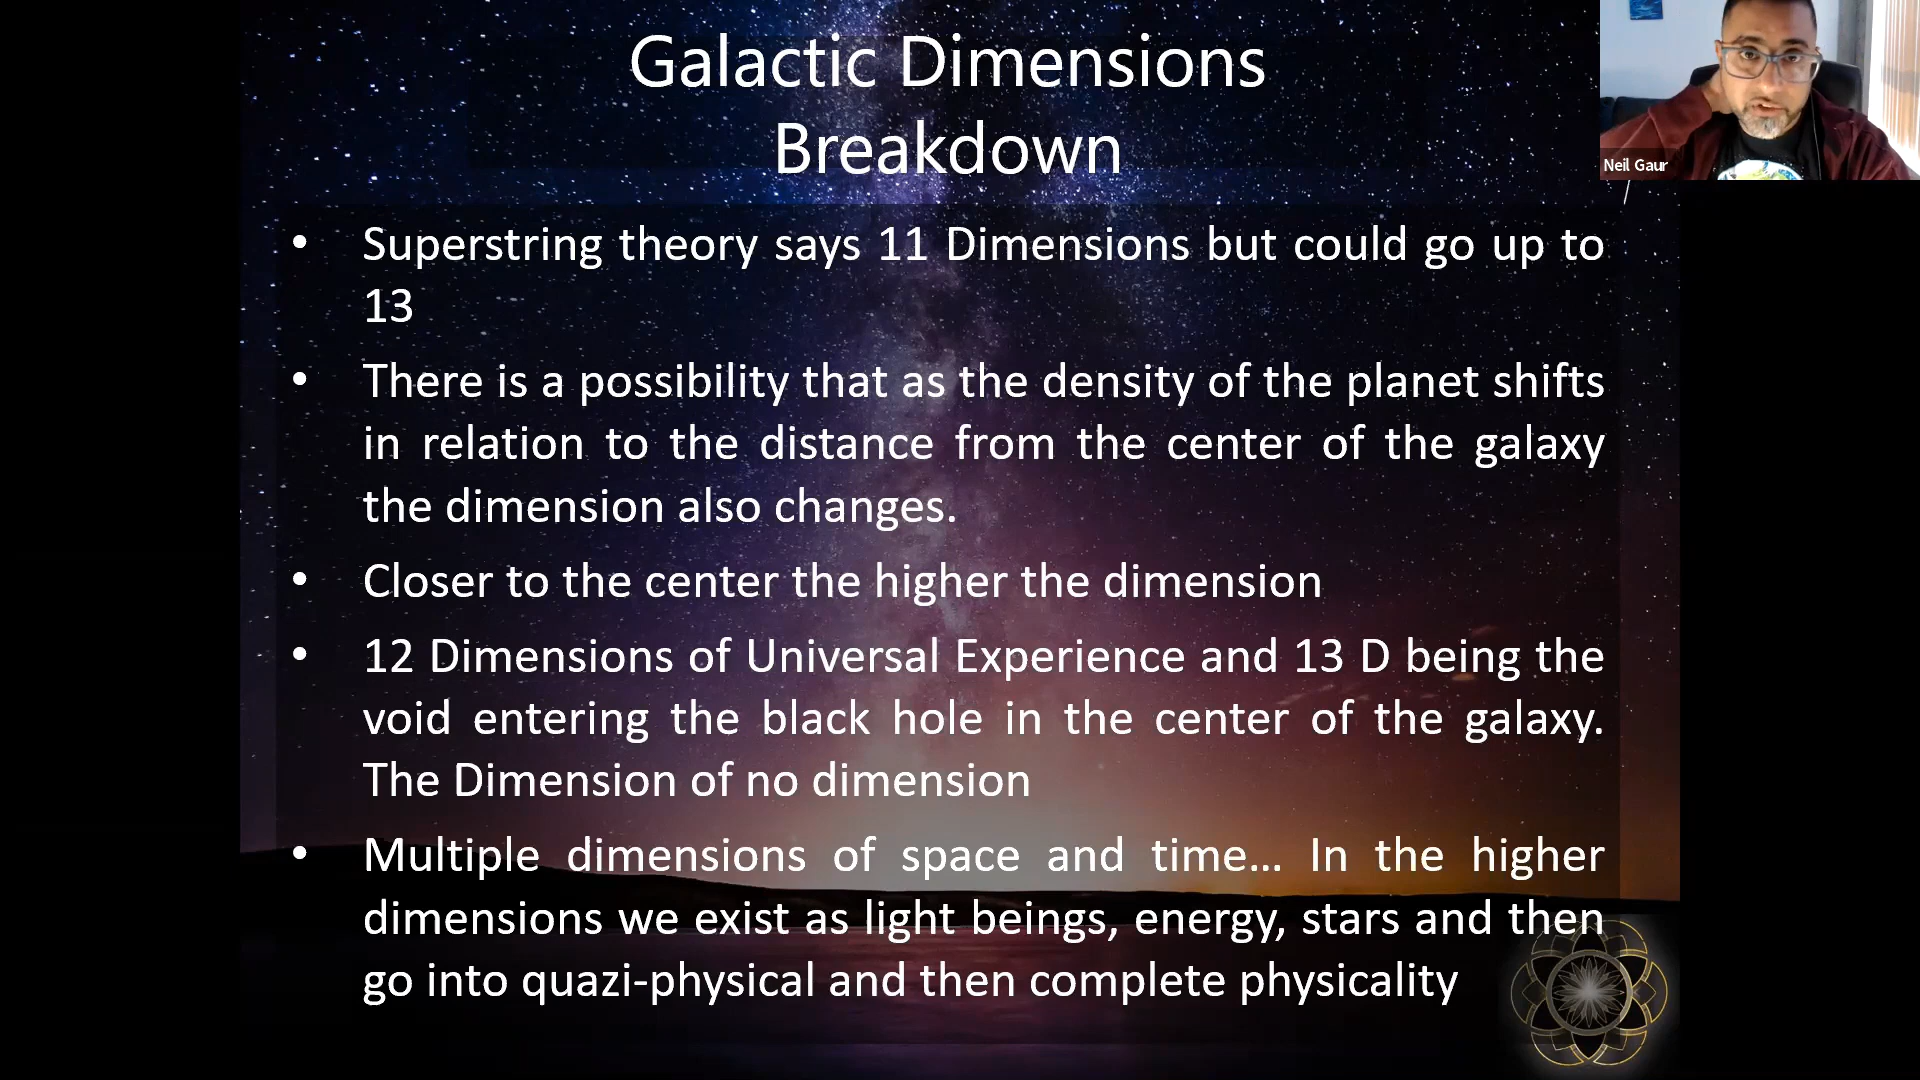 Galactic Dimensions
Breakdown
Neil Gaur
• Superstring theory says 11 Dimensions but could go up to
13
• There is a possibility that as the density of the planet shifts
in relation to the distance from the center of the galaxy
the dimension also changes.
• Closer to the center the higher the dimension
• 12 Dimensions of Universal Experience and 13 D being the
void entering the black hole in the center of the galaxy.
The Dimension of no dimension
• Multiple dimensions of space and time... In the higher
dimensions we exist as light beings, energy, stars and then
go into quazi-physical and then complete physicality